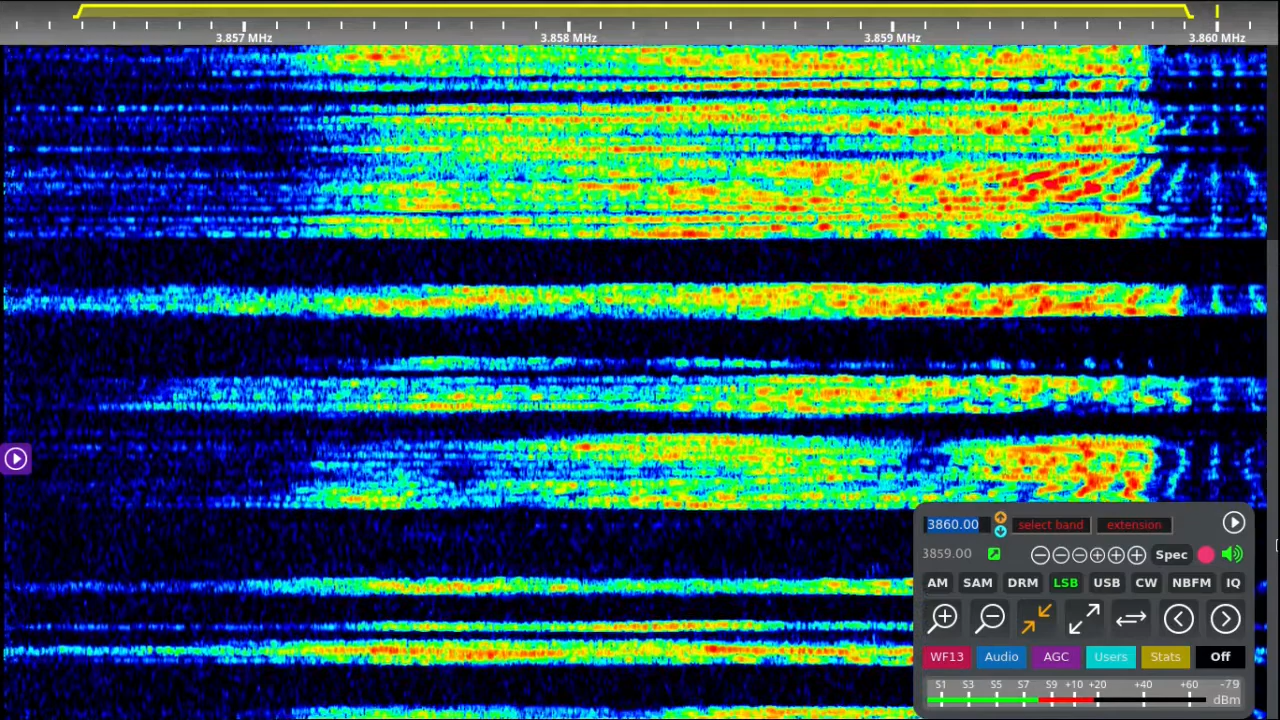 3.857 MHz 3.858 MHz 3.859 MHz 3.860 MHz
3860.00 select band extension
3859.00 Spec
AM SAM DRM LSB USB CW NBFM IQ
WF13 Audio AGC Users Stats Off
S1 S3 S5 S7 S9 +10 +20 +40 +60 -79
dBm